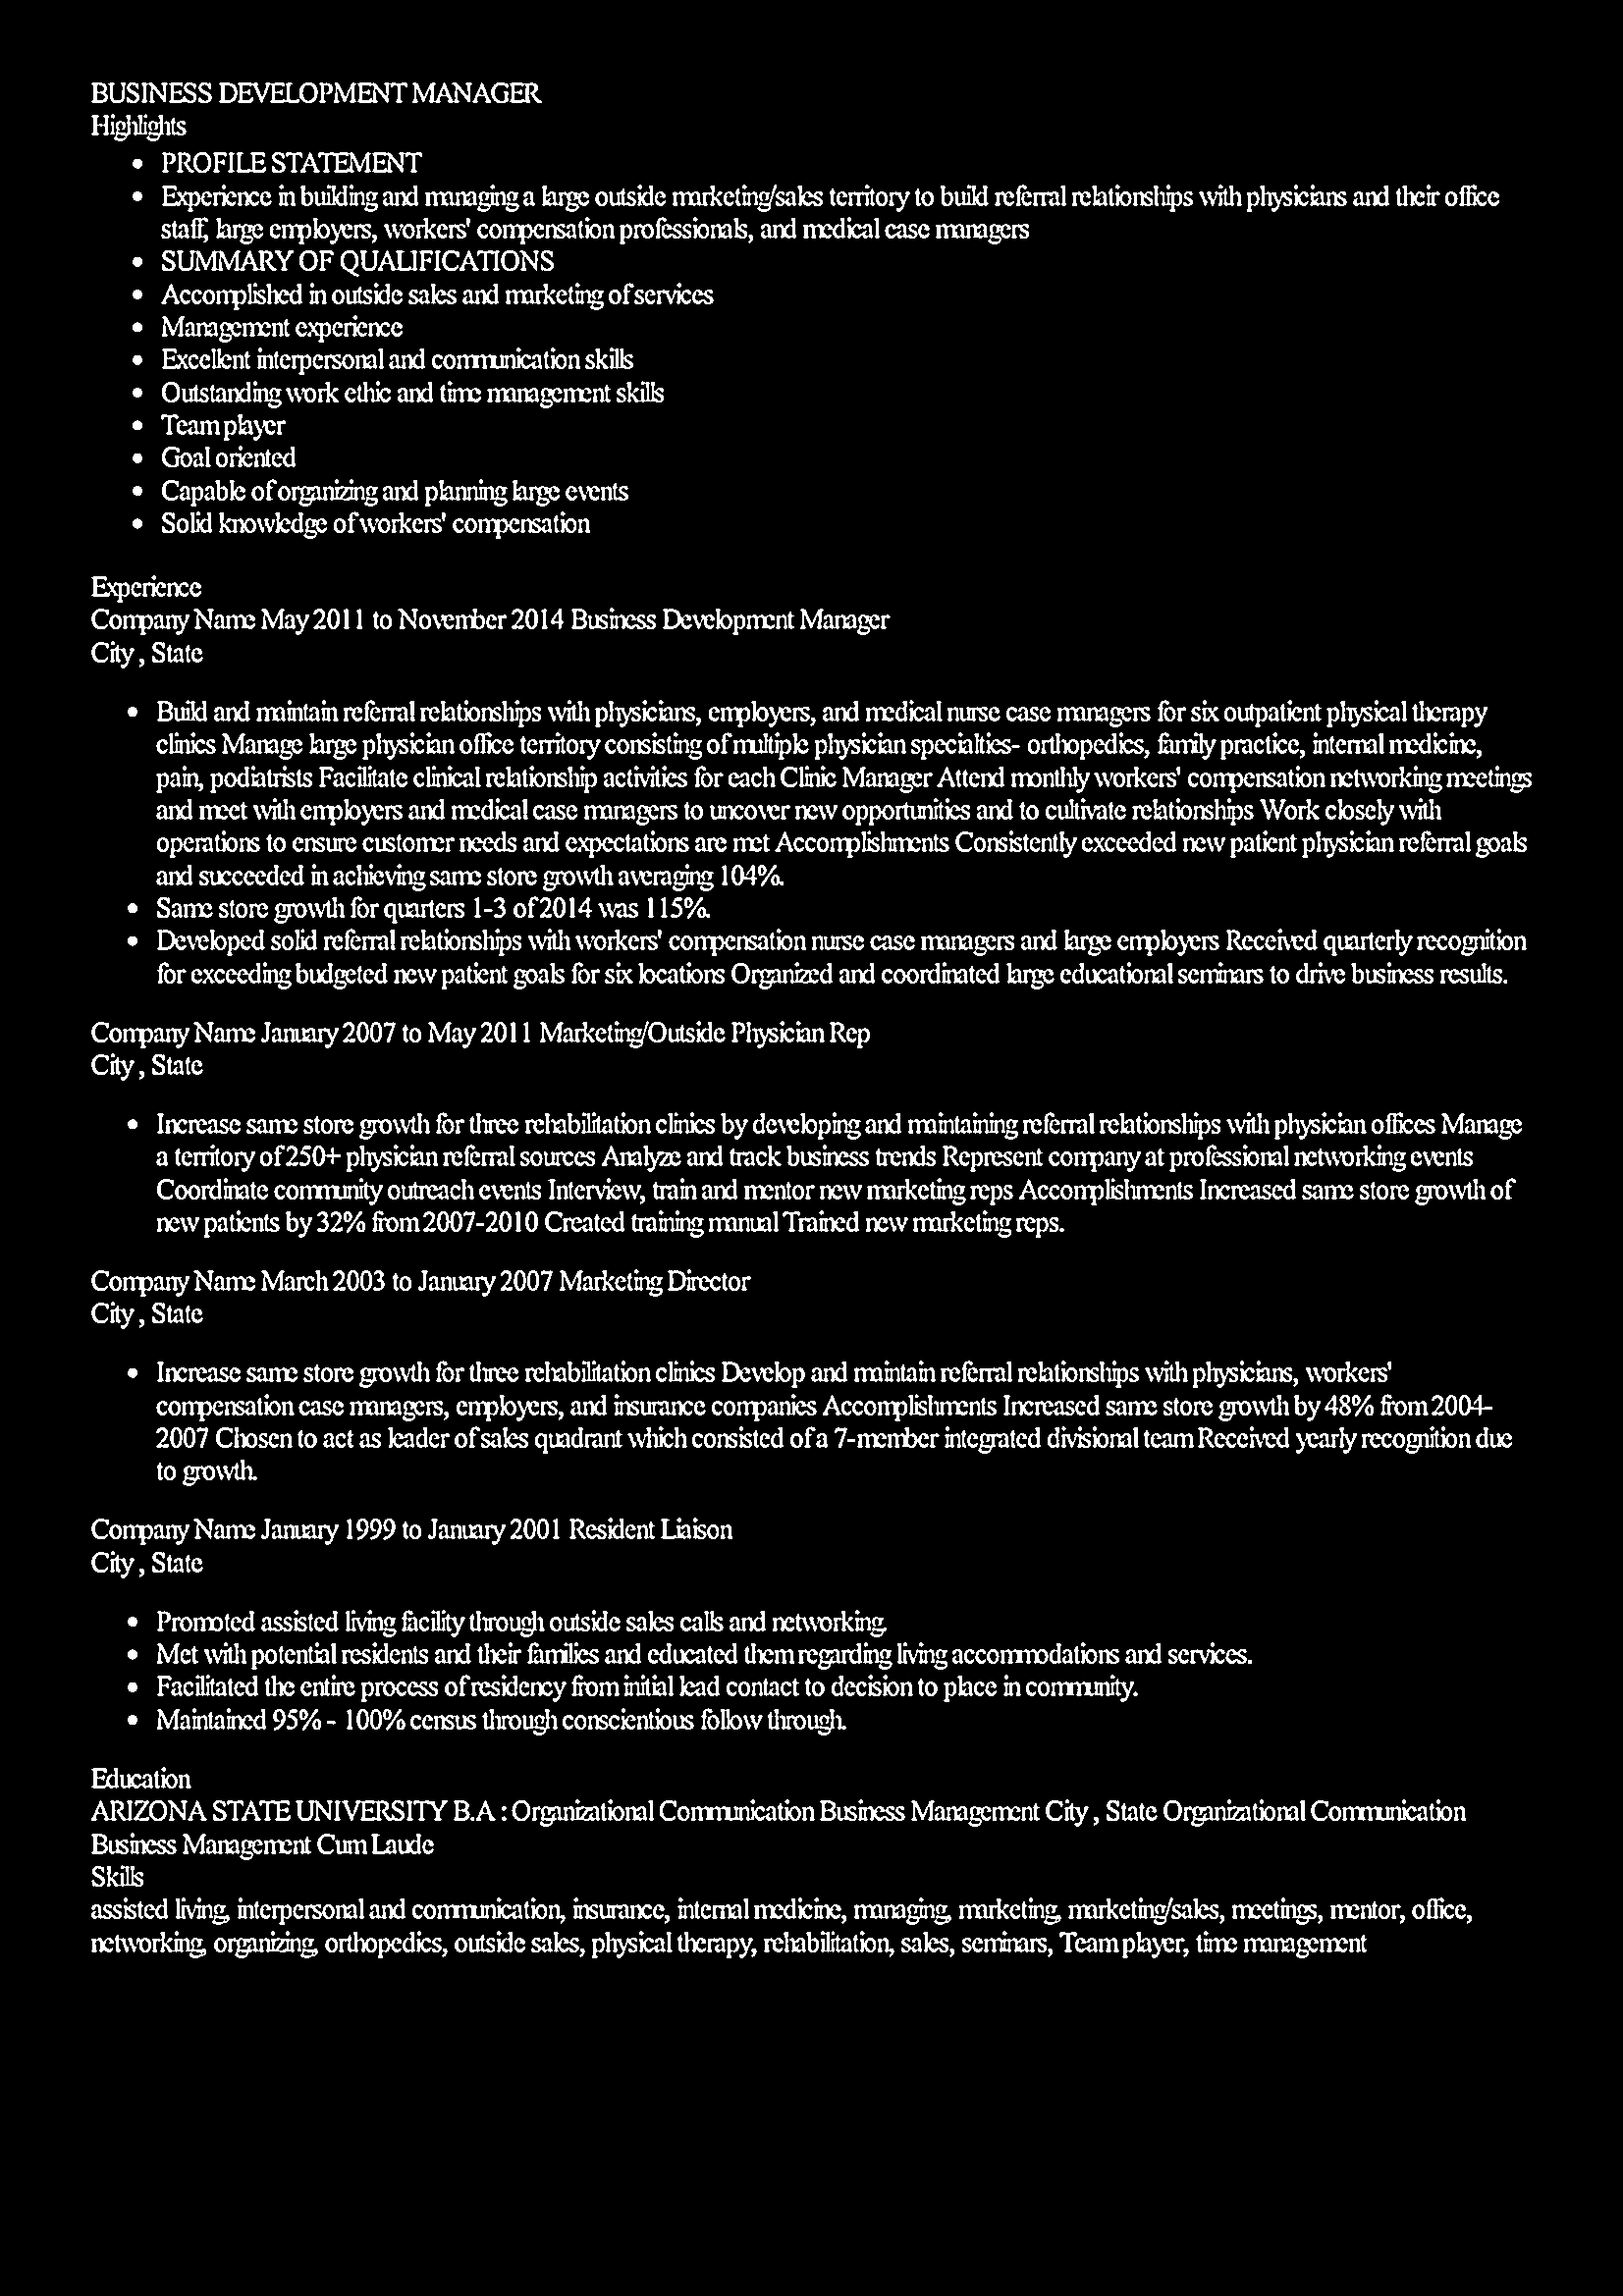 BUSINESS DEVELOPMENT MANAGER
Highlights
• PROFILE STATEMENT
• Experience in building and managing a large outside marketing/sales territory to build referral relationships with physicians and their office
staff, large employers, workers' compensation professionals, and medical case managers
• SUMMARY OF QUALIFICATIONS
• Accomplished in outside sales and marketing of services
• Management experience
• Excellent interpersonal and communication skills
• Outstanding work ethic and time management skills
• Team player
• Goal oriented
• Capable of organizing and planning large events
• Solid knowledge of workers' compensation
Experience
Company Name May 2011 to November 2014 Business Development Manager
City , State
• Build and maintain referral relationships with physicians, employers, and medical nurse case managers for six outpatient physical therapy
clinics Manage large physician office territory consisting of multiple physician specialties- orthopedics, family practice, internal medicine,
pain, podiatrists Facilitate clinical relationship activities for each Clinic Manager Attend monthly workers' compensation networking meetings
and meet with employers and medical case managers to uncover new opportunities and to cultivate relationships Work closely with
operations to ensure customer needs and expectations are met Accomplishments Consistently exceeded new patient physician referral goals
and succeeded in achieving same store growth averaging 104%.
• Same store growth for quarters 1-3 of 2014 was 115%.
• Developed solid referral relationships with workers' compensation nurse case managers and large employers Received quarterly recognition
for exceeding budgeted new patient goals for six locations Organized and coordinated large educational seminars to drive business results.
Company Name January 2007 to May 2011 Marketing/Outside Physician Rep
City , State
• Increase same store growth for three rehabilitation clinics by developing and maintaining referral relationships with physician offices Manage
a territory of 250+ physician referral sources Analyze and track business trends Represent company at professional networking events
Coordinate community outreach events Interview, train and mentor new marketing reps Accomplishments Increased same store growth of
new patients by 32% from 2007-2010 Created training manual Trained new marketing reps.
Company Name March 2003 to January 2007 Marketing Director
City , State
• Increase same store growth for three rehabilitation clinics Develop and maintain referral relationships with physicians, workers'
compensation case managers, employers, and insurance companies Accomplishments Increased same store growth by 48% from 2004-
2007 Chosen to act as leader of sales quadrant which consisted of a 7-member integrated divisional team Received yearly recognition due
to growth.
Company Name January 1999 to January 2001 Resident Liaison
City , State
• Promoted assisted living facility through outside sales calls and networking.
• Met with potential residents and their families and educated them regarding living accommodations and services.
• Facilitated the entire process of residency from initial lead contact to decision to place in community.
• Maintained 95% - 100% census through conscientious follow through.
Education
ARIZONA STATE UNIVERSITY B.A : Organizational Communication Business Management City , State Organizational Communication
Business Management Cum Laude
Skills
assisted living, interpersonal and communication, insurance, internal medicine, managing, marketing, marketing/sales, meetings, mentor, office,
networking, organizing, orthopedics, outside sales, physical therapy, rehabilitation, sales, seminars, Team player, time management